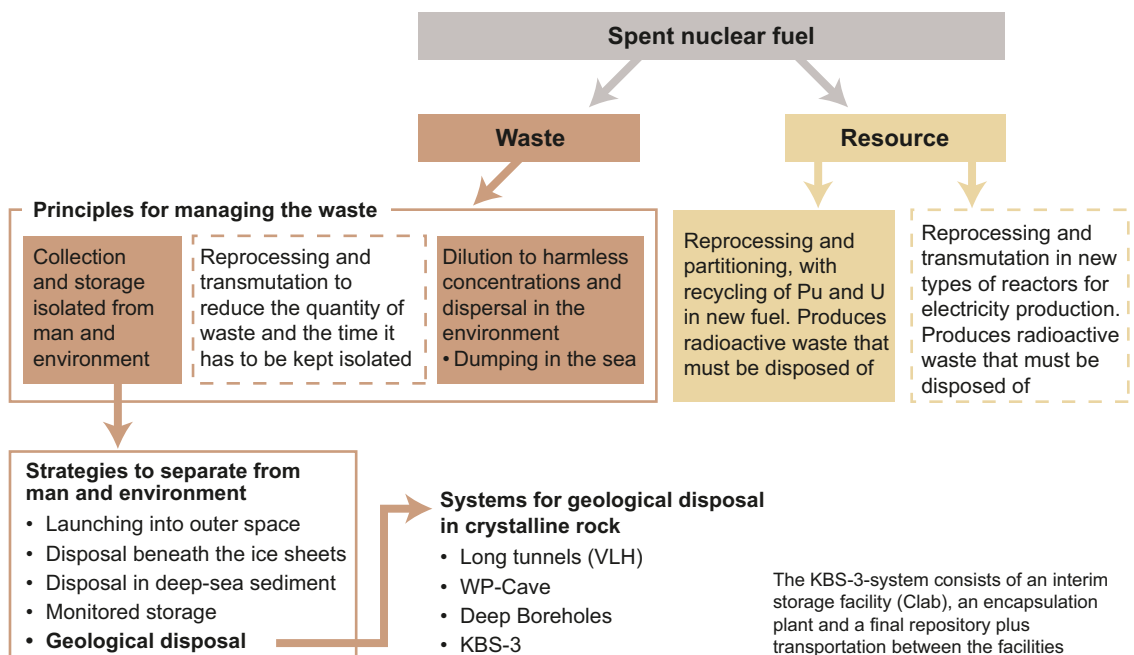 Spent nuclear fuel
Waste
Resource
Principles for managing the waste
Collection
and storage
isolated from
man and
environment
Reprocessing and
transmutation to
reduce the quantity of
waste and the time it
has to be kept isolated
Dilution to harmless
concentrations and
dispersal in the
environment
• Dumping in the sea
Reprocessing and
partitioning, with
recycling of Pu and U
in new fuel. Produces
radioactive waste that
must be disposed of
Reprocessing and
transmutation in new
types of reactors for
electricity production.
Produces radioactive
waste that must be
disposed of
Strategies to separate from
man and environment
• Launching into outer space
• Disposal beneath the ice sheets
• Disposal in deep-sea sediment
• Monitored storage
• Geological disposal
Systems for geological disposal
in crystalline rock
• Long tunnels (VLH)
• WP-Cave
• Deep Boreholes
• KBS-3
The KBS-3-system consists of an interim
storage facility (Clab), an encapsulation
plant and a final repository plus
transportation between the facilities